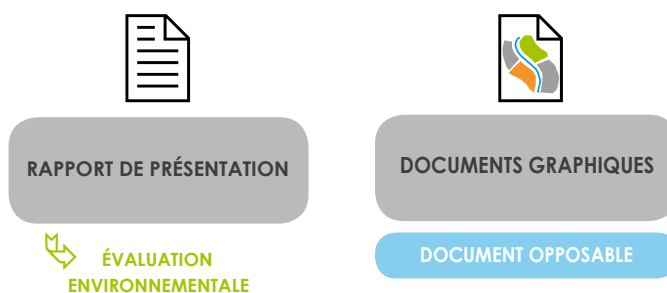 RAPPORT DE PRÉSENTATION
ÉVALUATION
ENVIRONNEMENTALE
DOCUMENTS GRAPHIQUES
DOCUMENT OPPOSABLE